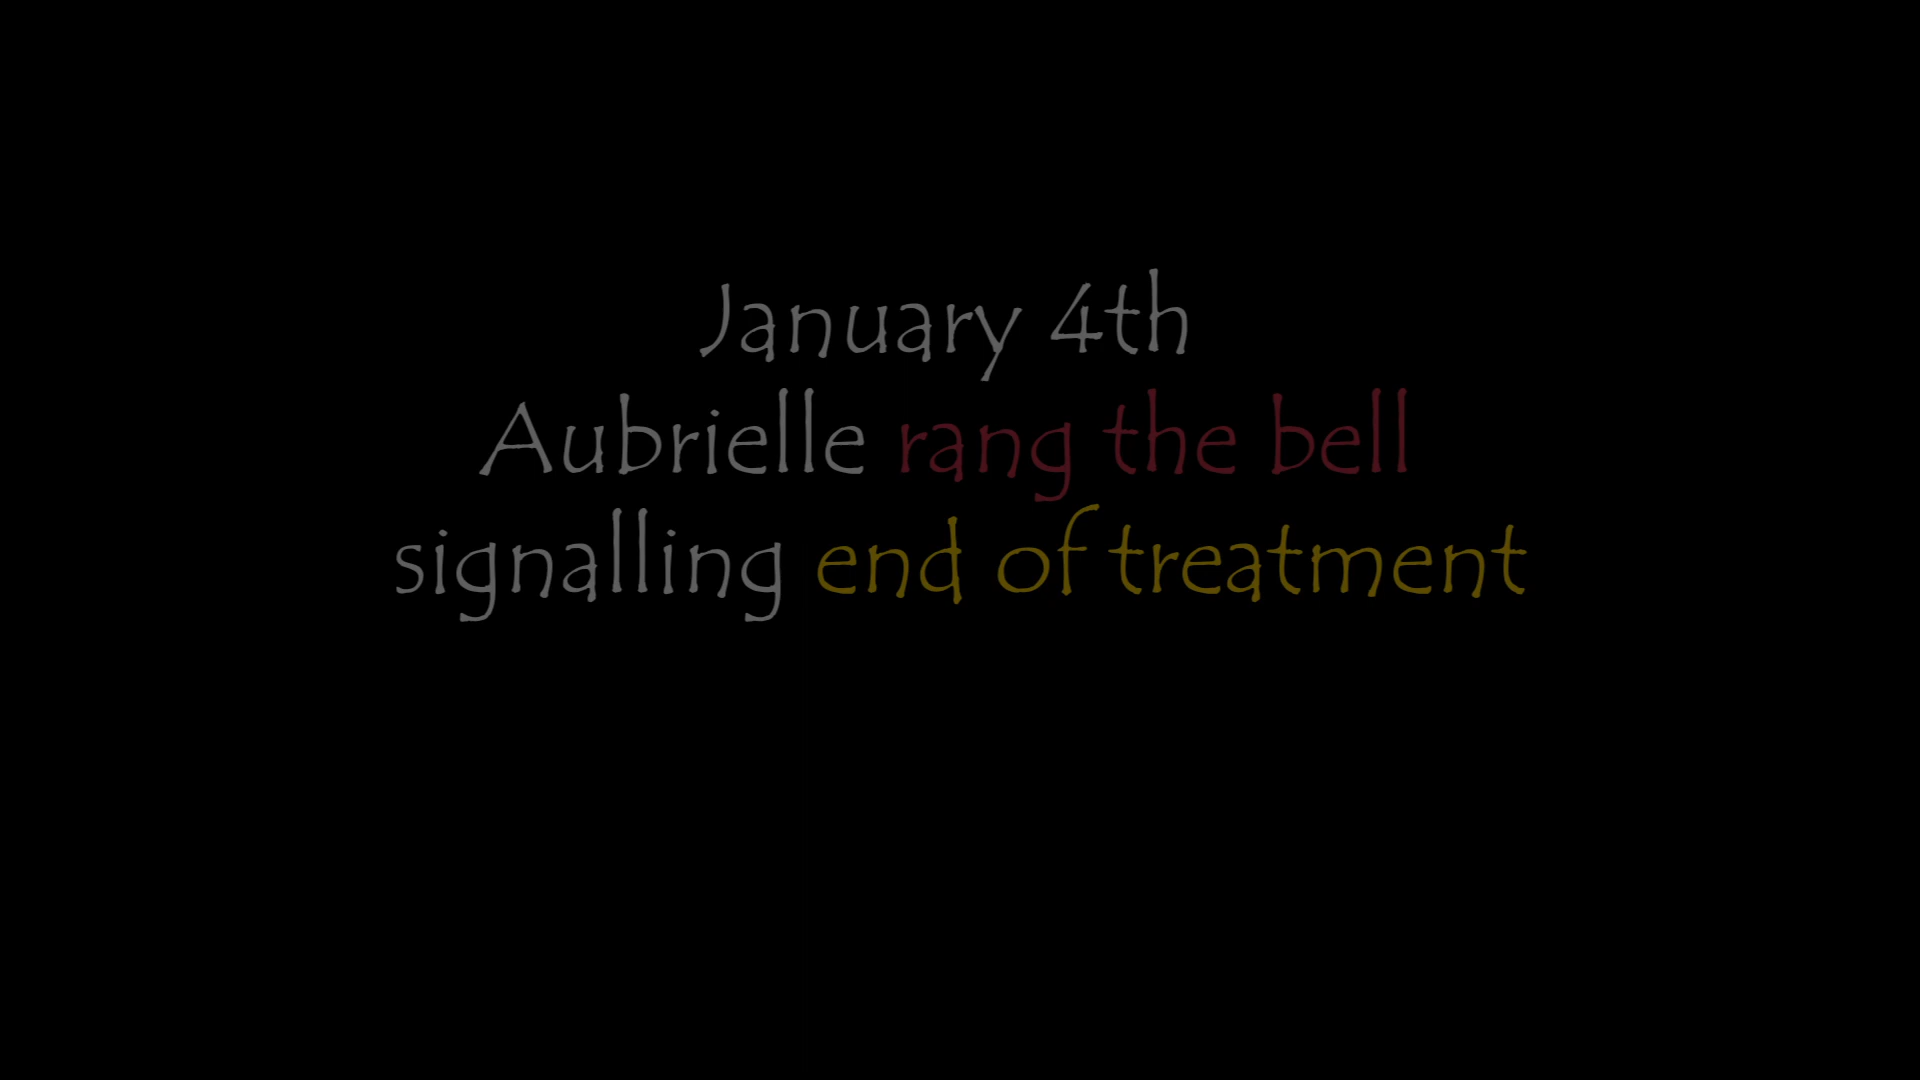 January 4th
Aubrielle rang the bell
signalling end of treatment